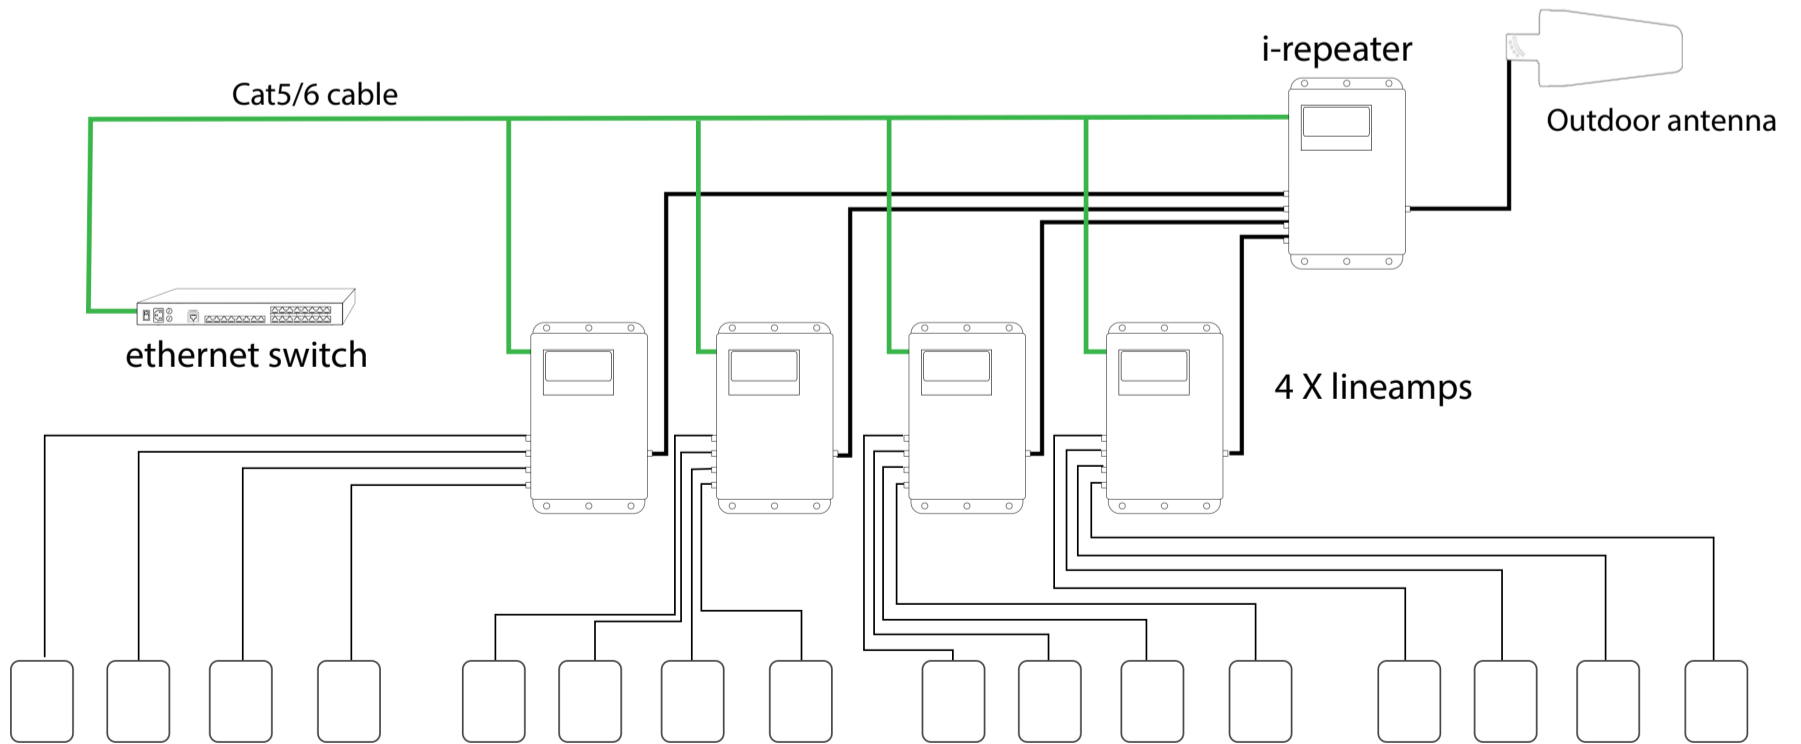 i-repeater
Cat5/6 cable
Outdoor antenna
ethernet switch
4 X lineamps